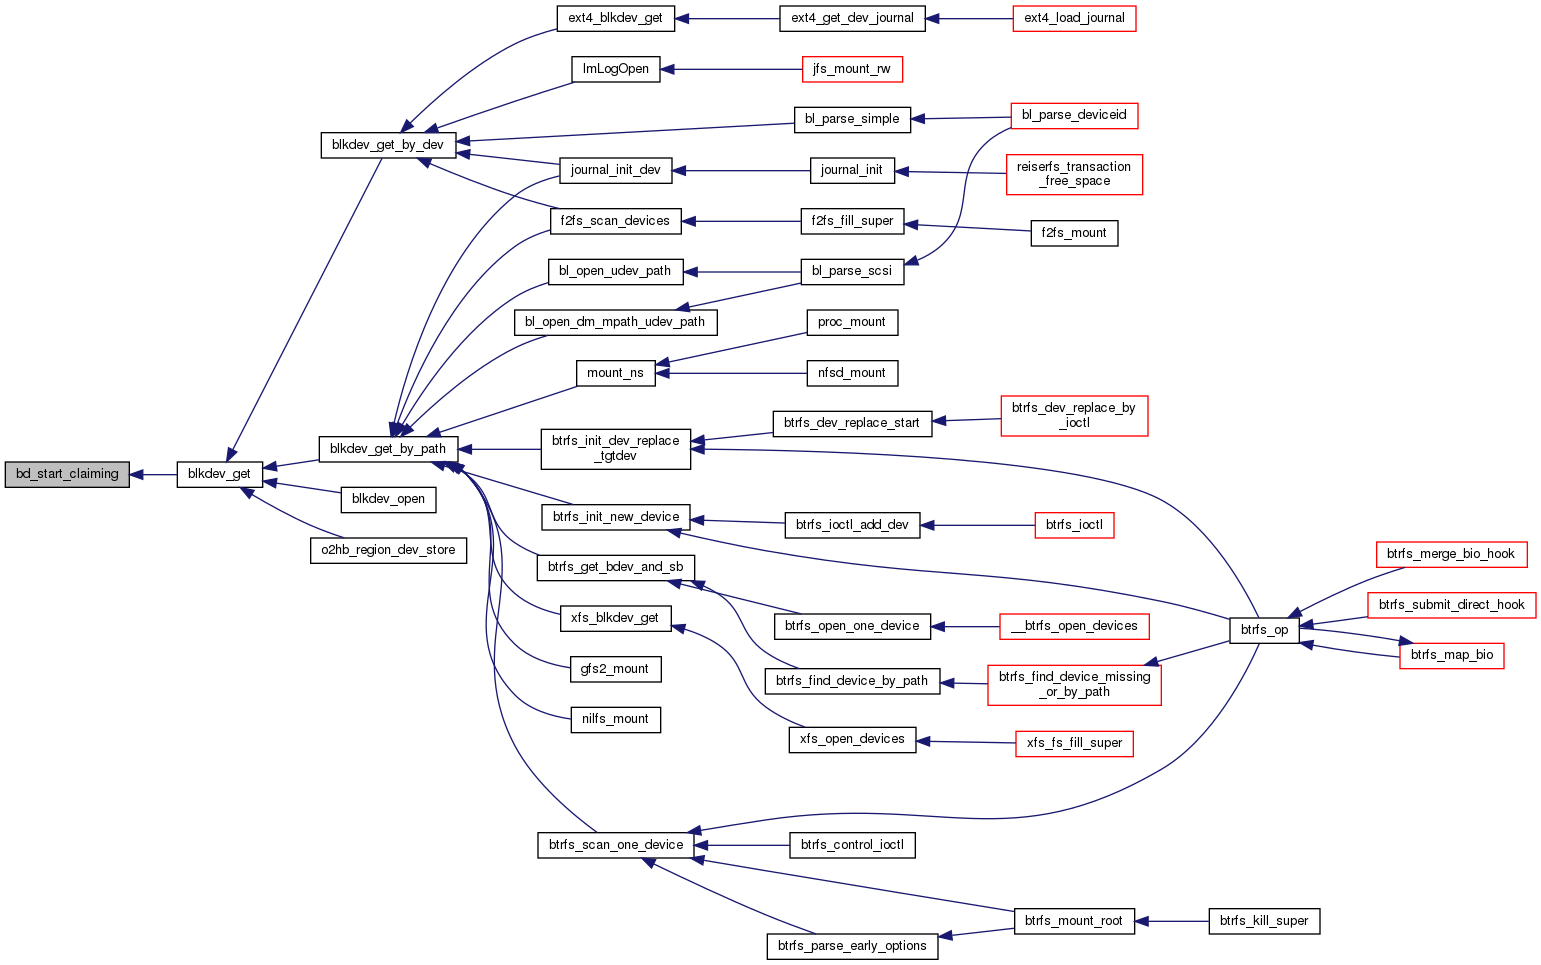 ext4_blkdev_get
ext4_get_dev_journal
ext4_load_journal
lmLogOpen
jfs_mount_rw
bl_parse_simple
bl_parse_deviceid
blkdev_get_by_dev
journal_init_dev
journal_init
reiserfs_transaction
_free_space
f2fs_scan_devices
f2fs_fill_super
f2fs_mount
bl_open_udev_path
bl_parse_scsi
bl_open_dm_mpath_udev_path
proc_mount
mount_ns
nfsd_mount
btrfs_dev_replace_start
btrfs_dev_replace_by
_ioctl
blkdev_get_by_path
btrfs_init_dev_replace
_tgtdev
bd_start_claiming
blkdev_get
blkdev_open
btrfs_init_new_device
btrfs_ioctl_add_dev
btrfs_ioctl
o2hb_region_dev_store
btrfs_get_bdev_and_sb
btrfs_merge_bio_hook
btrfs_submit_direct_hook
xfs_blkdev_get
btrfs_open_one_device
__btrfs_open_devices
btrfs_op
btrfs_map_bio
gfs2_mount
btrfs_find_device_by_path
btrfs_find_device_missing
_or_by_path
nilfs_mount
xfs_open_devices
xfs_fs_fill_super
btrfs_scan_one_device
btrfs_control_ioctl
btrfs_mount_root
btrfs_kill_super
btrfs_parse_early_options